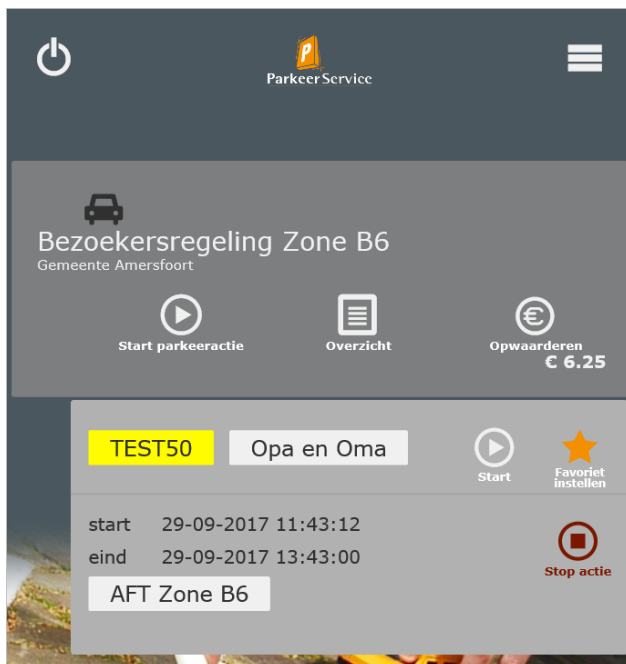 ParkeerService
Bezoekersregeling Zone B6
Gemeente Amersfoort
Start parkeeractie
Overzicht
Opwaarderen
€ 6.25
TEST50
Opa en Oma
Start
Favoriet
instellen
start 29-09-2017 11:43:12
eind 29-09-2017 13:43:00
Stop actie
AFT Zone B6